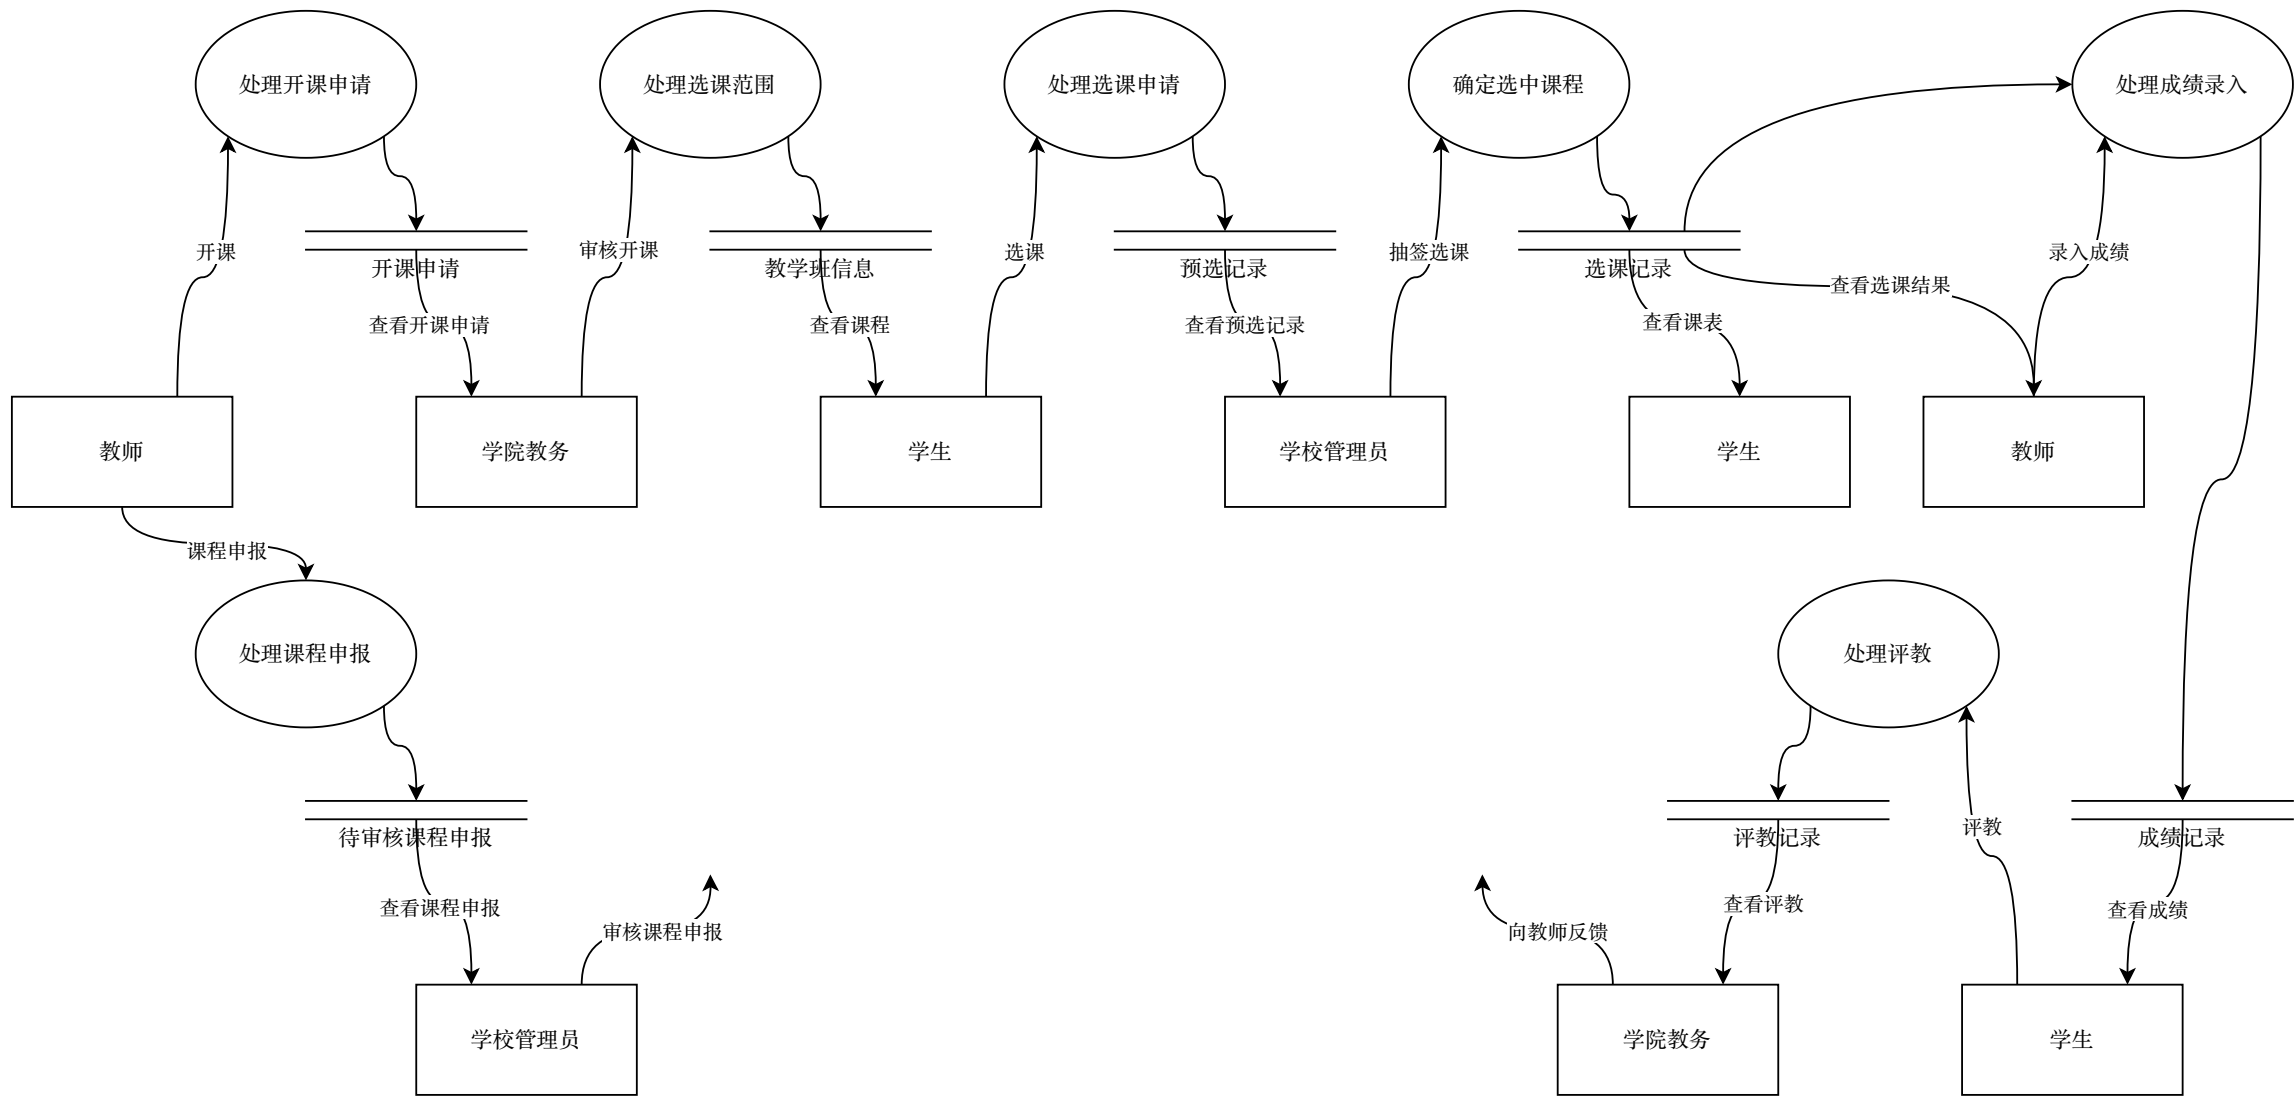 处理开课申请
处理选课范围
处理选课申请
确定选中课程
处理成绩录入
开课
审核开课
选课
抽签选课
录入成绩
开课申请
教学班信息
预选记录
选课记录
查看选课结果
查看开课申请
查看课程
查看预选记录
查看课表
教师
学院教务
学生
学校管理员
学生
教师
课程申报
处理课程申报
处理评教
评教
待审核课程申报
评教记录
成绩记录
查看课程申报
查看评教
查看成绩
审核课程申报
向教师反馈
学校管理员
学院教务
学生